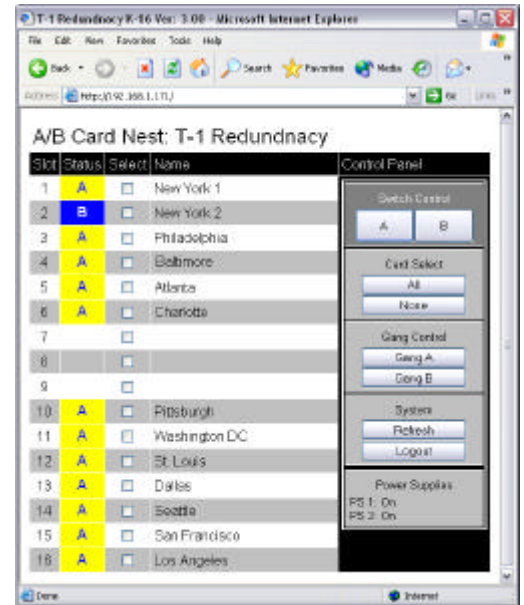 T-1 Redundnacy K-16 Ver: 3.00 - Microsoft Internet Explorer
File Edit View Favorites Tools Help
Back Search Favorites Media
Address Go Links
A/B Card Nest: T-1 Redundnacy
Slot Status Select Name Control Panel
1 A New York 1
2 B New York 2
3 A Philadelphia
4 A Baltimore
5 A Atlanta
6 A Charlotte
7
8
9
10 A Pittsburgh
11 A Washington DC
12 A St. Louis
13 A Dallas
14 A Seattle
15 A San Francisco
16 A Los Angeles
Switch Control
A B
Card Select
All
None
Gang Control
Gang A
Gang B
System
Refresh
Logout
Power Supplies
PS 1: On
PS 2: On
Done Internet